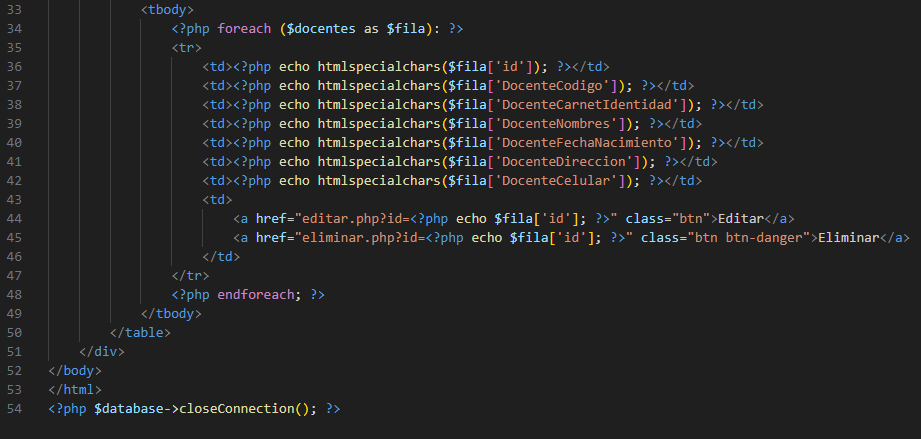 33 <tbody>
34 <?php foreach ($docentes as $fila): ?>
35 <tr>
36 <td><?php echo htmlspecialchars($fila['id']); ?></td>
37 <td><?php echo htmlspecialchars($fila['DocenteCodigo']); ?></td>
38 <td><?php echo htmlspecialchars($fila['DocenteCarnetIdentidad']); ?></td>
39 <td><?php echo htmlspecialchars($fila['DocenteNombres']); ?></td>
40 <td><?php echo htmlspecialchars($fila['DocenteFechaNacimiento']); ?></td>
41 <td><?php echo htmlspecialchars($fila['DocenteDireccion']); ?></td>
42 <td><?php echo htmlspecialchars($fila['DocenteCelular']); ?></td>
43 <td>
44 <a href="editar.php?id=<?php echo $fila['id']; ?>" class="btn">Editar</a>
45 <a href="eliminar.php?id=<?php echo $fila['id']; ?>" class="btn btn-danger">Eliminar</a>
46 </td>
47 </tr>
48 <?php endforeach; ?>
49 </tbody>
50 </table>
51 </div>
52 </body>
53 </html>
54 <?php $database->closeConnection(); ?>